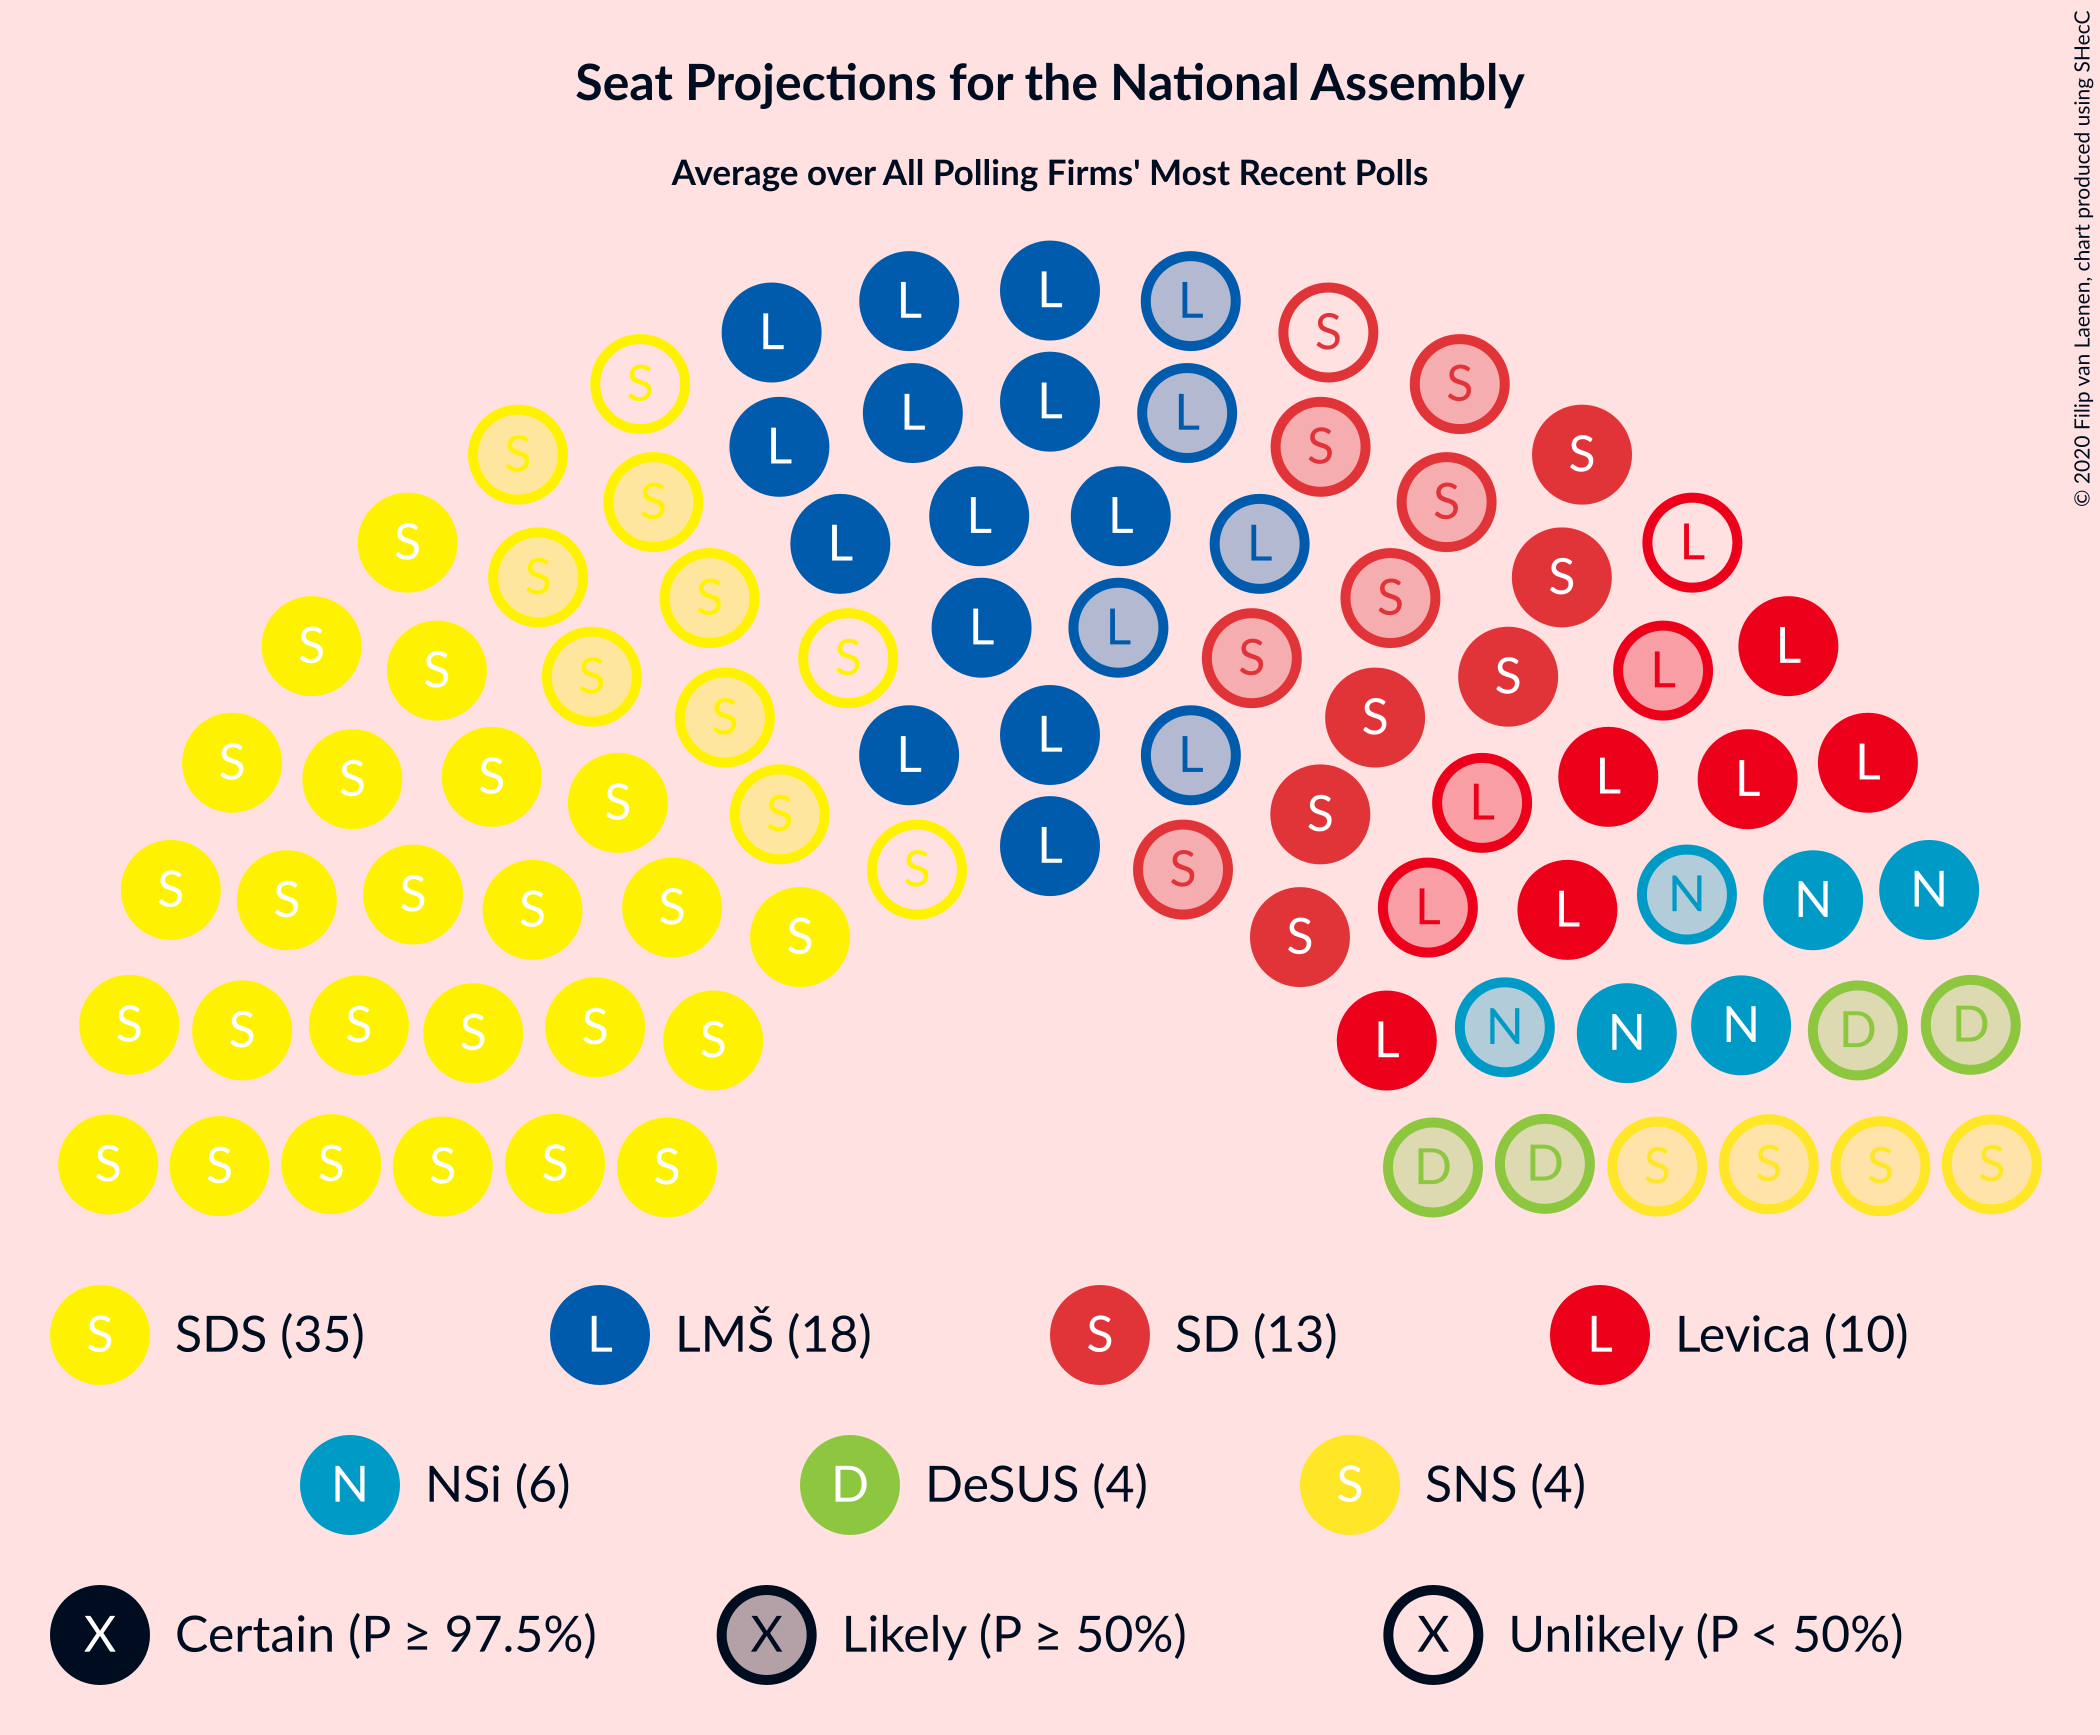 Seat Projections for the National Assembly
Average over All Polling Firms' Most Recent Polls
© 2020 Filip van Laenen, chart produced using SHecC
L L L L S
S S
S L L L L S S
S S L L L L S L
S S S S
S S S S L L S S L L
S L S
S S S S S L L S L L L L
S S S S S S S L S S L L N N N
S S S S S S L N N N D D
S S S S S S D D S S S S
S SDS (35) L LMŠ (18) S SD (13) L Levica (10)
N NSi (6) D DeSUS (4) S SNS (4)
X Certain (P ≥ 97.5%) X Likely (P ≥ 50%) X Unlikely (P < 50%)